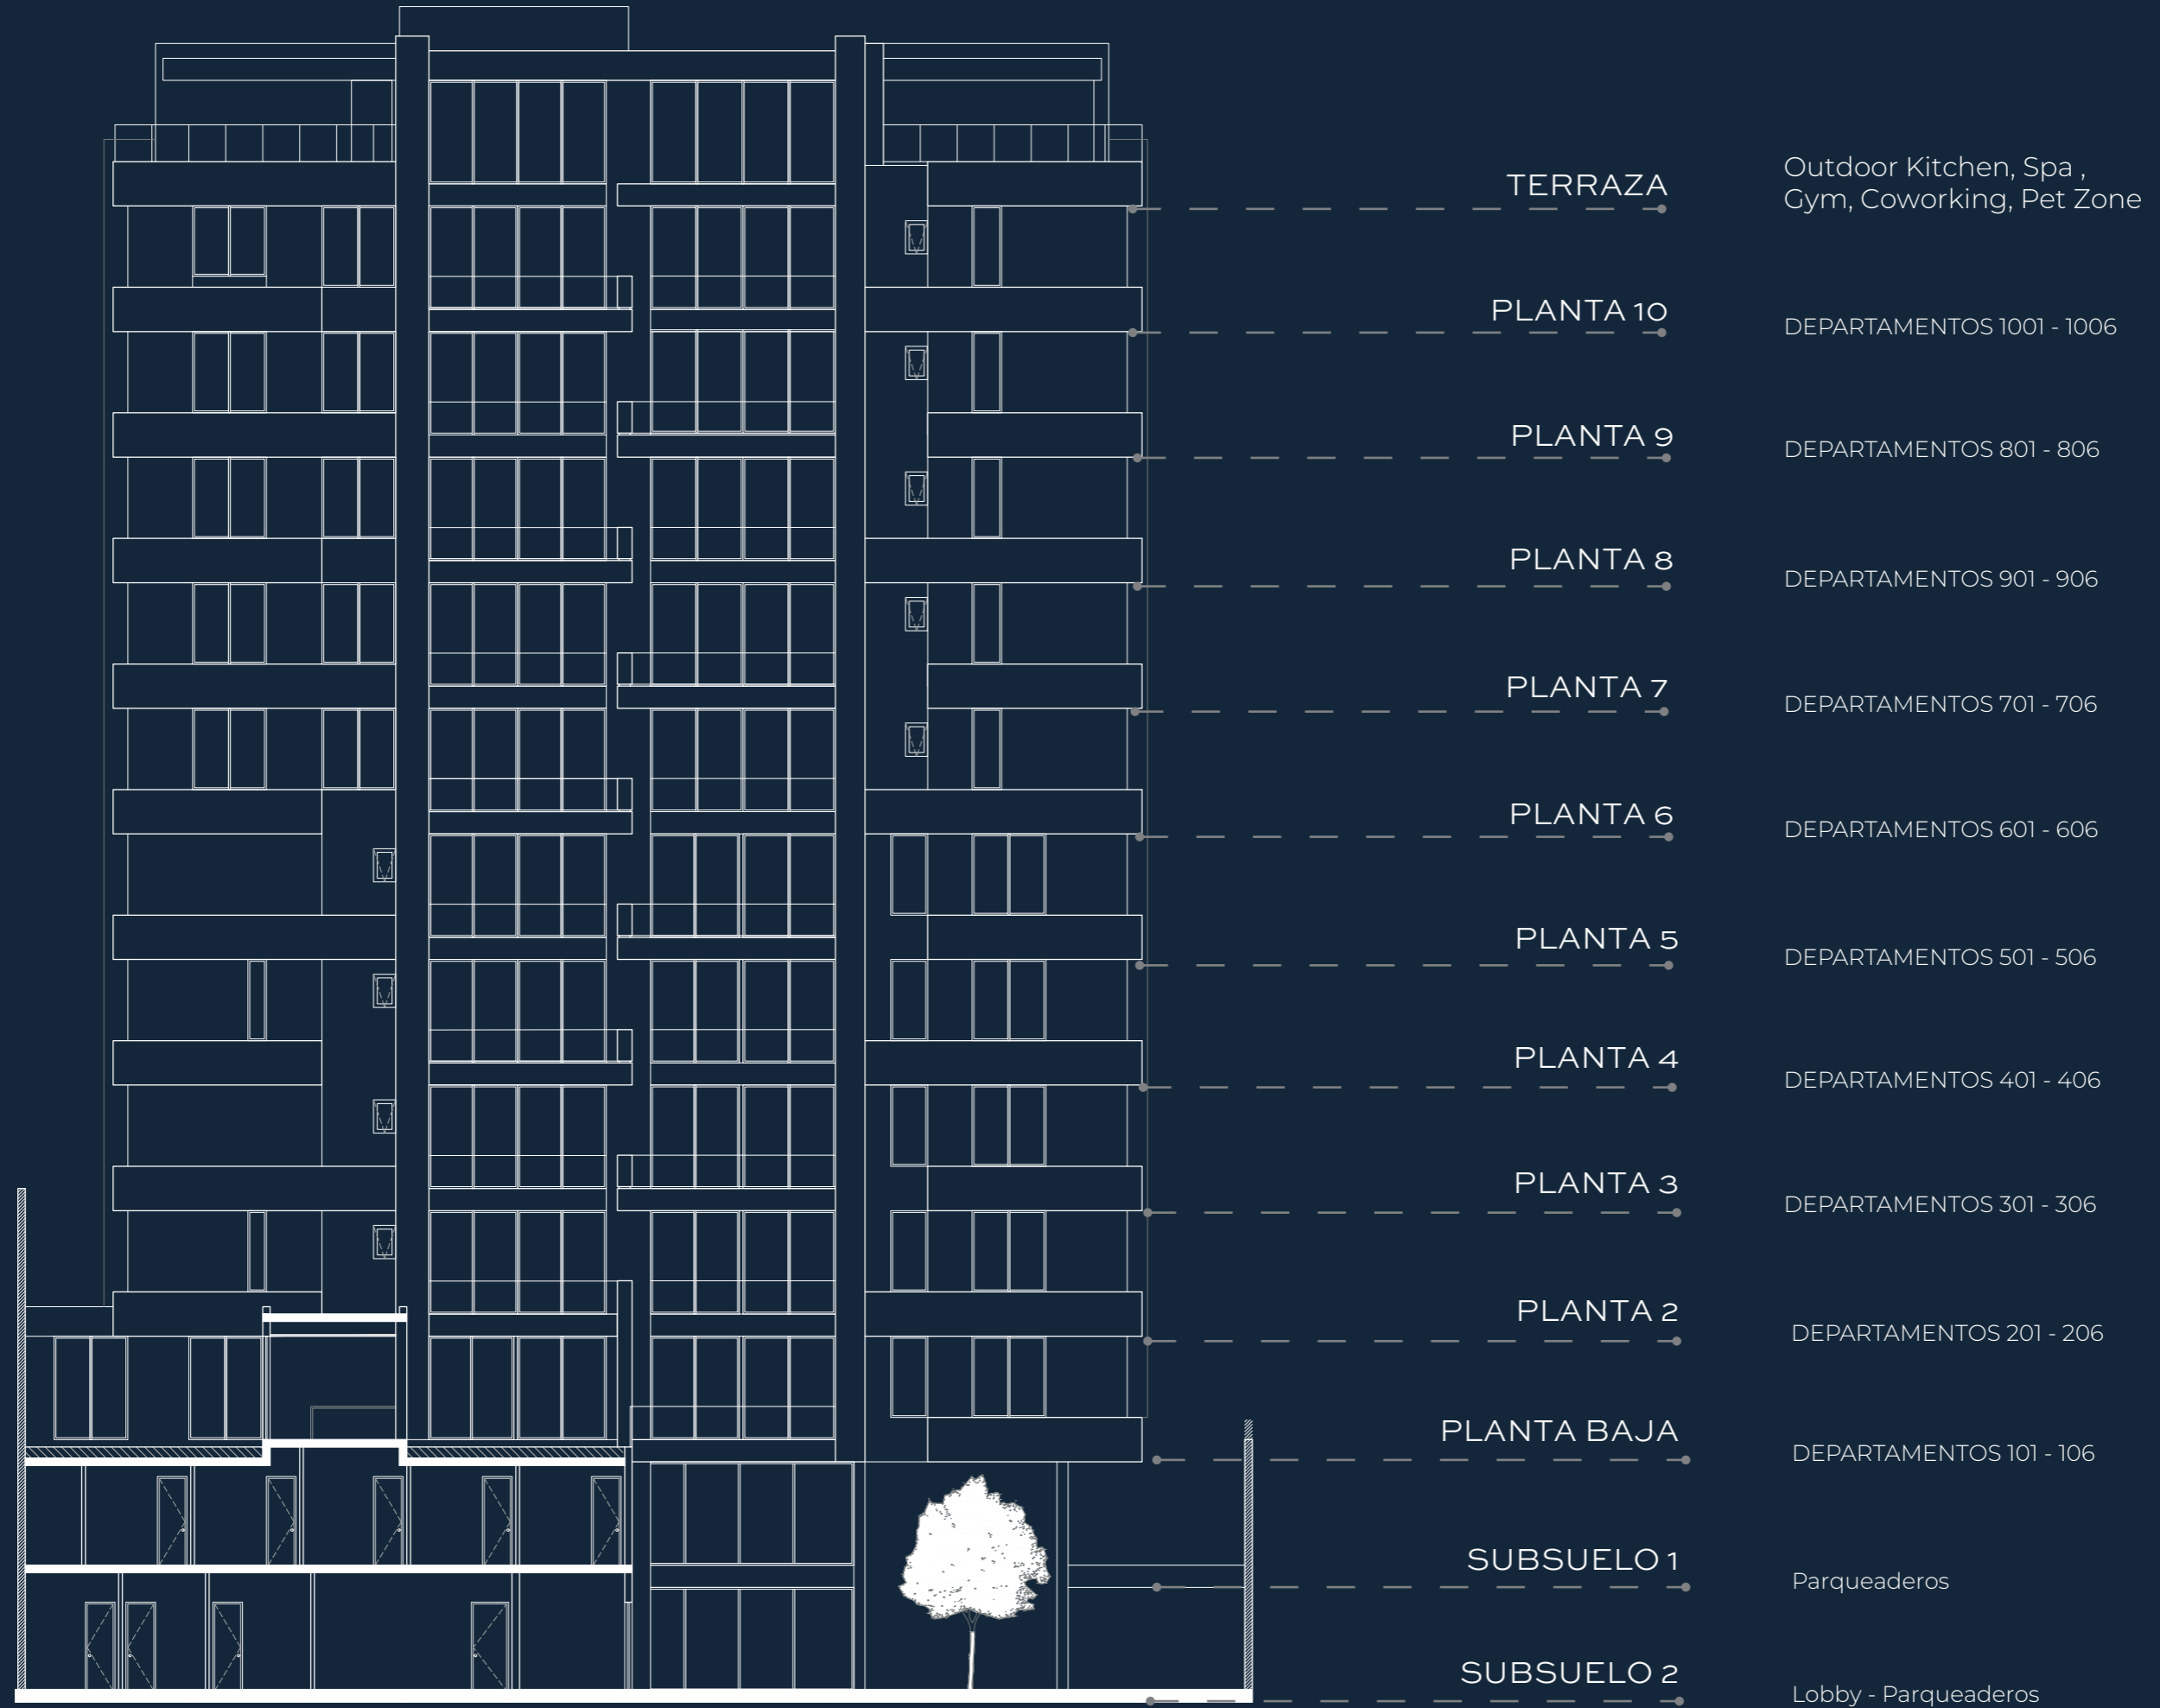 TERRAZA
Outdoor Kitchen, Spa ,
Gym, Coworking, Pet Zone
PLANTA 10
DEPARTAMENTOS 1001 - 1006
PLANTA 9
DEPARTAMENTOS 801 - 806
PLANTA 8
DEPARTAMENTOS 901 - 906
PLANTA 7
DEPARTAMENTOS 701 - 706
PLANTA 6
DEPARTAMENTOS 601 - 606
PLANTA 5
DEPARTAMENTOS 501 - 506
PLANTA 4
DEPARTAMENTOS 401 - 406
PLANTA 3
DEPARTAMENTOS 301 - 306
PLANTA 2
DEPARTAMENTOS 201 - 206
PLANTA BAJA
DEPARTAMENTOS 101 - 106
SUBSUELO 1
Parqueaderos
SUBSUELO 2
Lobby - Parqueaderos